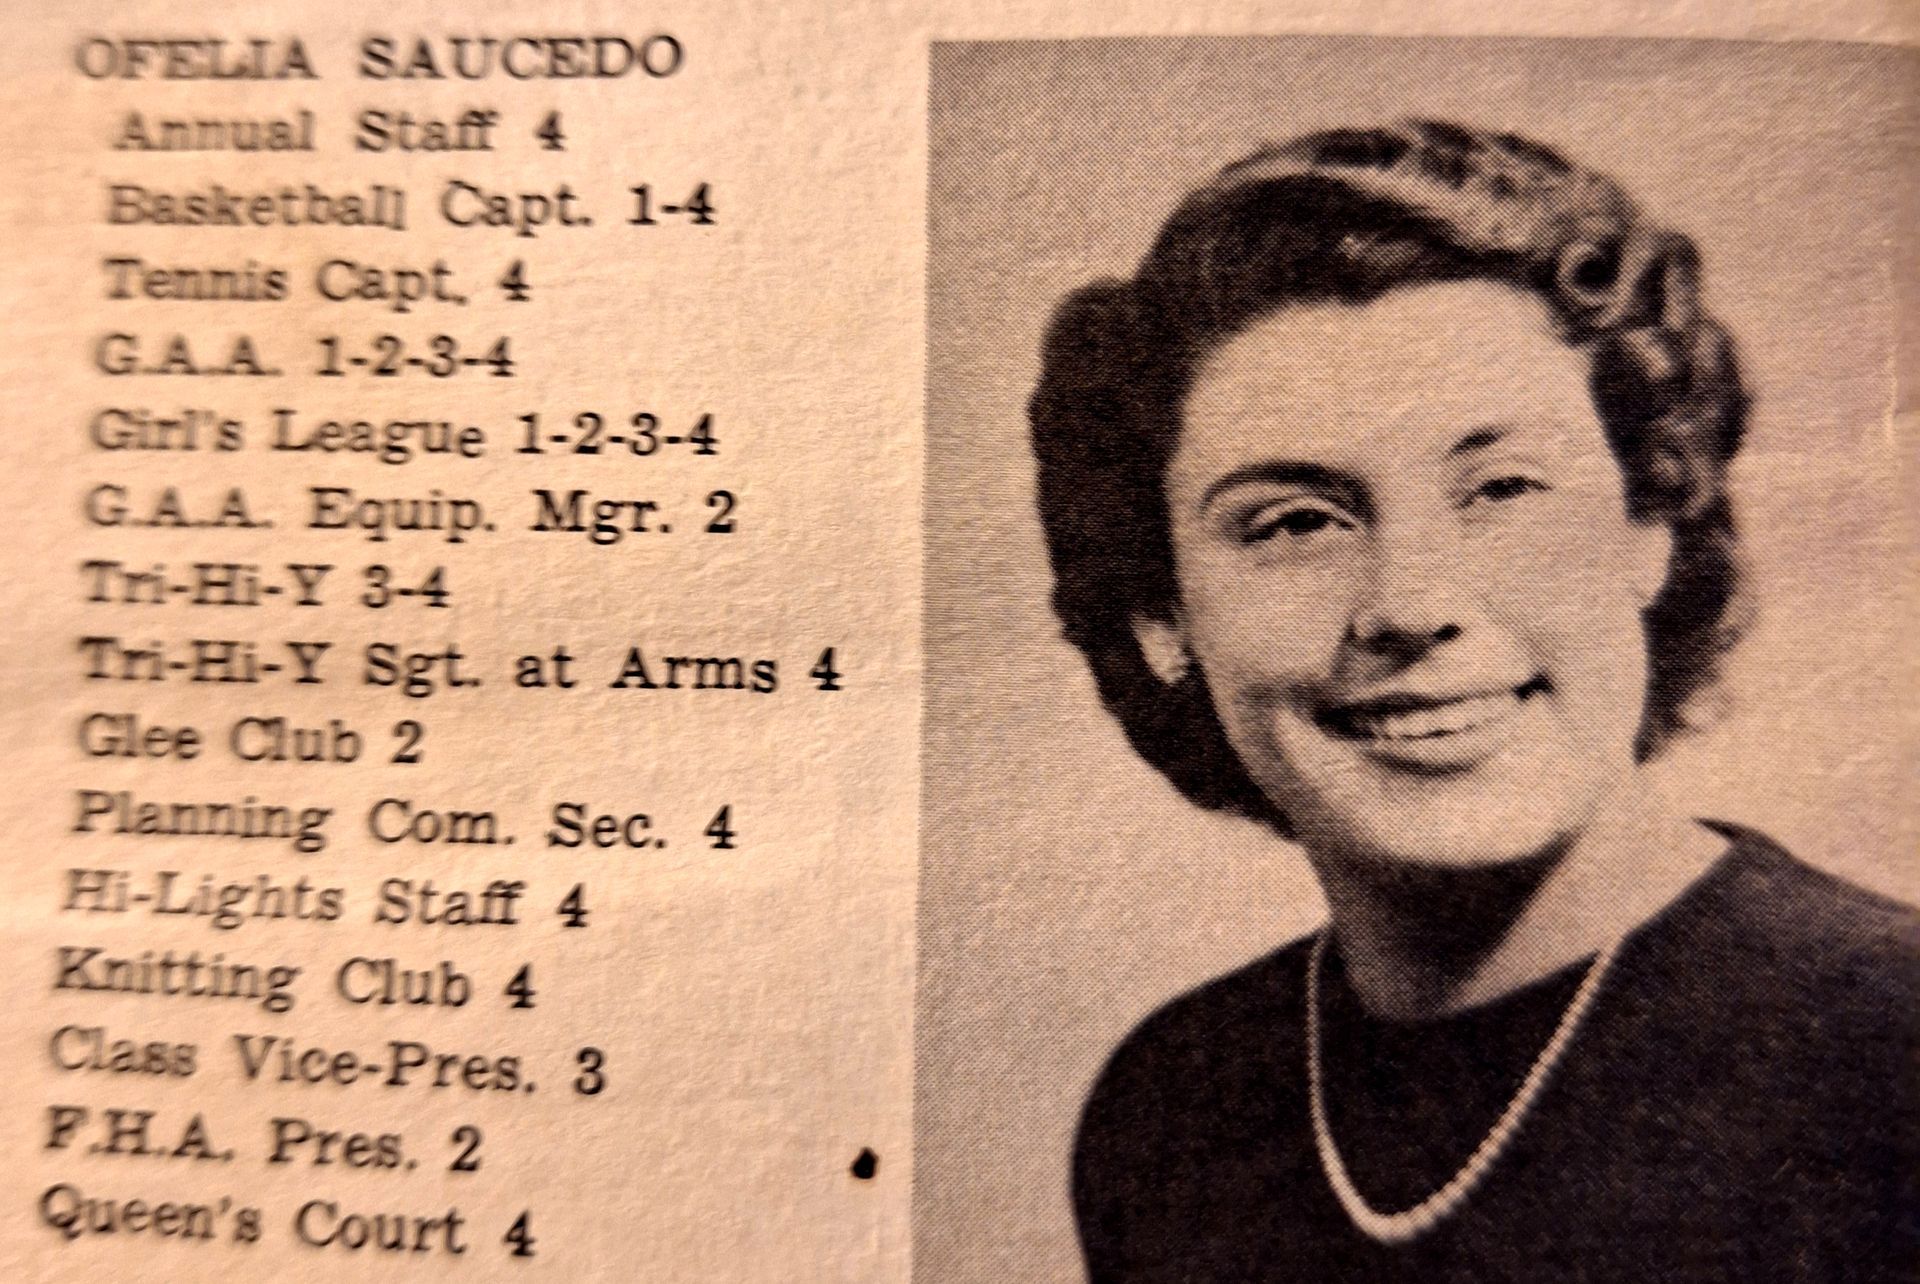 OFELIA SAUCEDO
Annual Staff 4
Basketball Capt. 1-4
Tennis Capt. 4
G.A.A. 1-2-3-4
Girl's League 1-2-3-4
G.A.A. Equip. Mgr. 2
Tri-Hi-Y 3-4
Tri-Hi-Y Sgt. at Arms 4
Glee Club 2
Planning Com. Sec. 4
Hi-Lights Staff 4
Knitting Club 4
Class Vice-Pres. 3
F.H.A. Pres. 2
Queen's Court 4